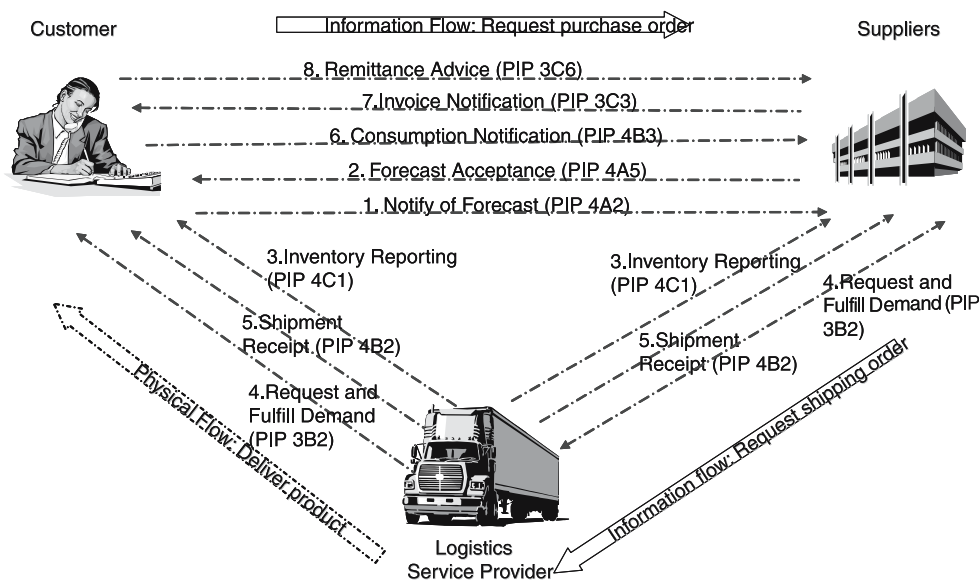 Customer
Information Flow: Request purchase order
Suppliers
8. Remittance Advice (PIP 3C6)
7.Invoice Notification (PIP 3C3)
6. Consumption Notification (PIP 4B3)
2. Forecast Acceptance (PIP 4A5)
1. Notify of Forecast (PIP 4A2)
3.Inventory Reporting
(PIP 4C1)
3.Inventory Reporting
(PIP 4C1)
4.Request and
Fulfill Demand (PIP
3B2)
5.Shipment
Receipt (PIP 4B2)
5.Shipment
Receipt (PIP 4B2)
4.Request and
Fulfill Demand
(PIP 3B2)
Physical Flow: Deliver product
Information flow: Request shipping order
Logistics
Service Provider